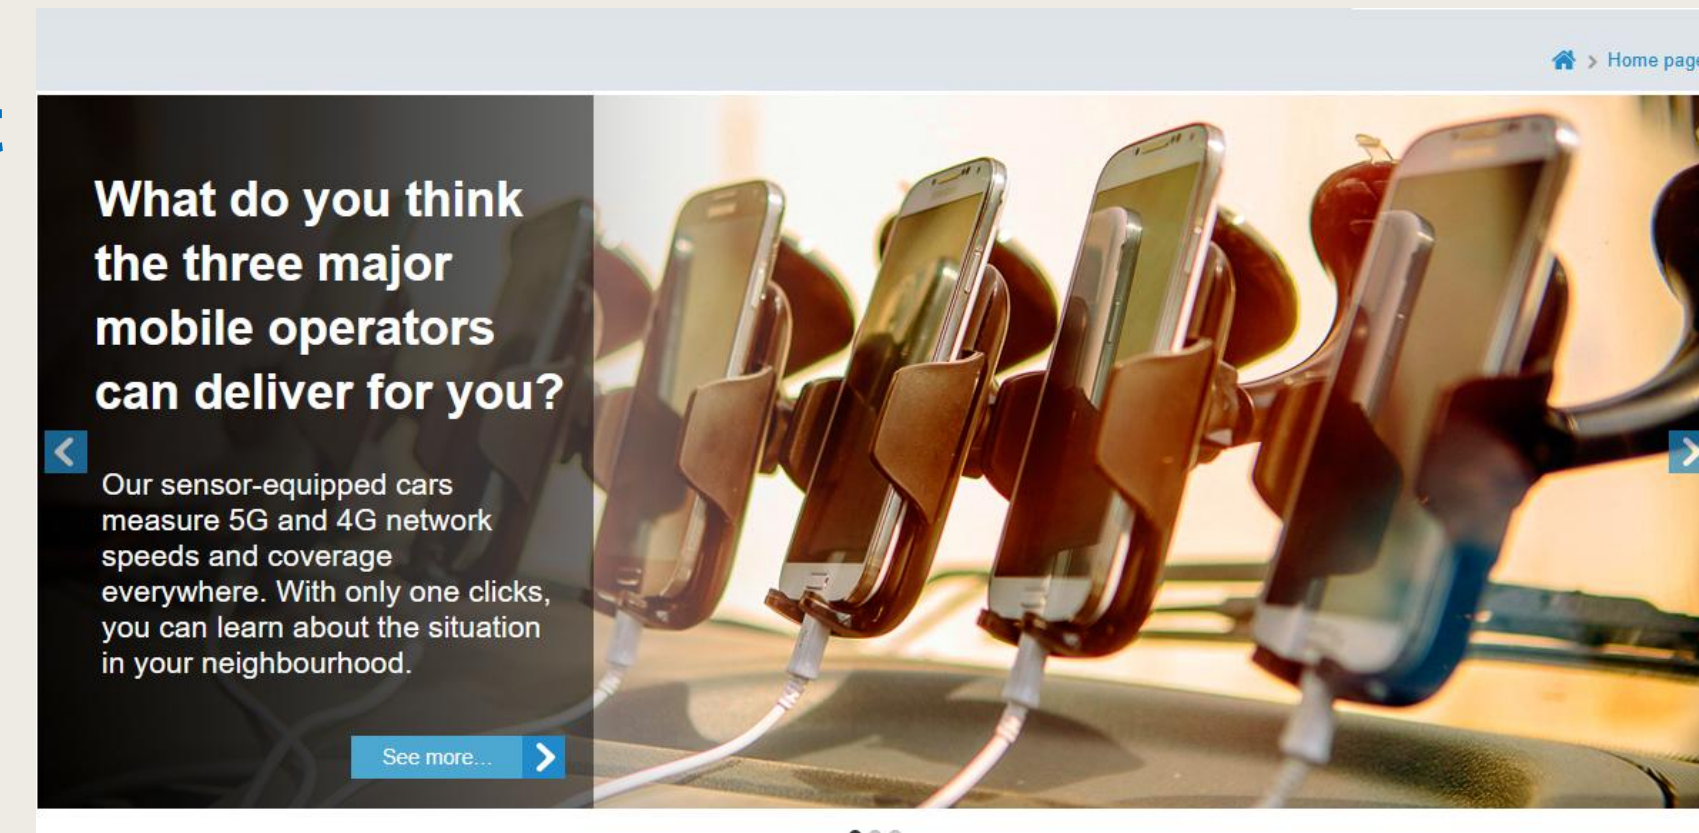 Home page
What do you think
the three major
mobile operators
can deliver for you?
Our sensor-equipped cars
measure 5G and 4G network
speeds and coverage
everywhere. With only one clicks,
you can learn about the situation
in your neighbourhood.
See more...